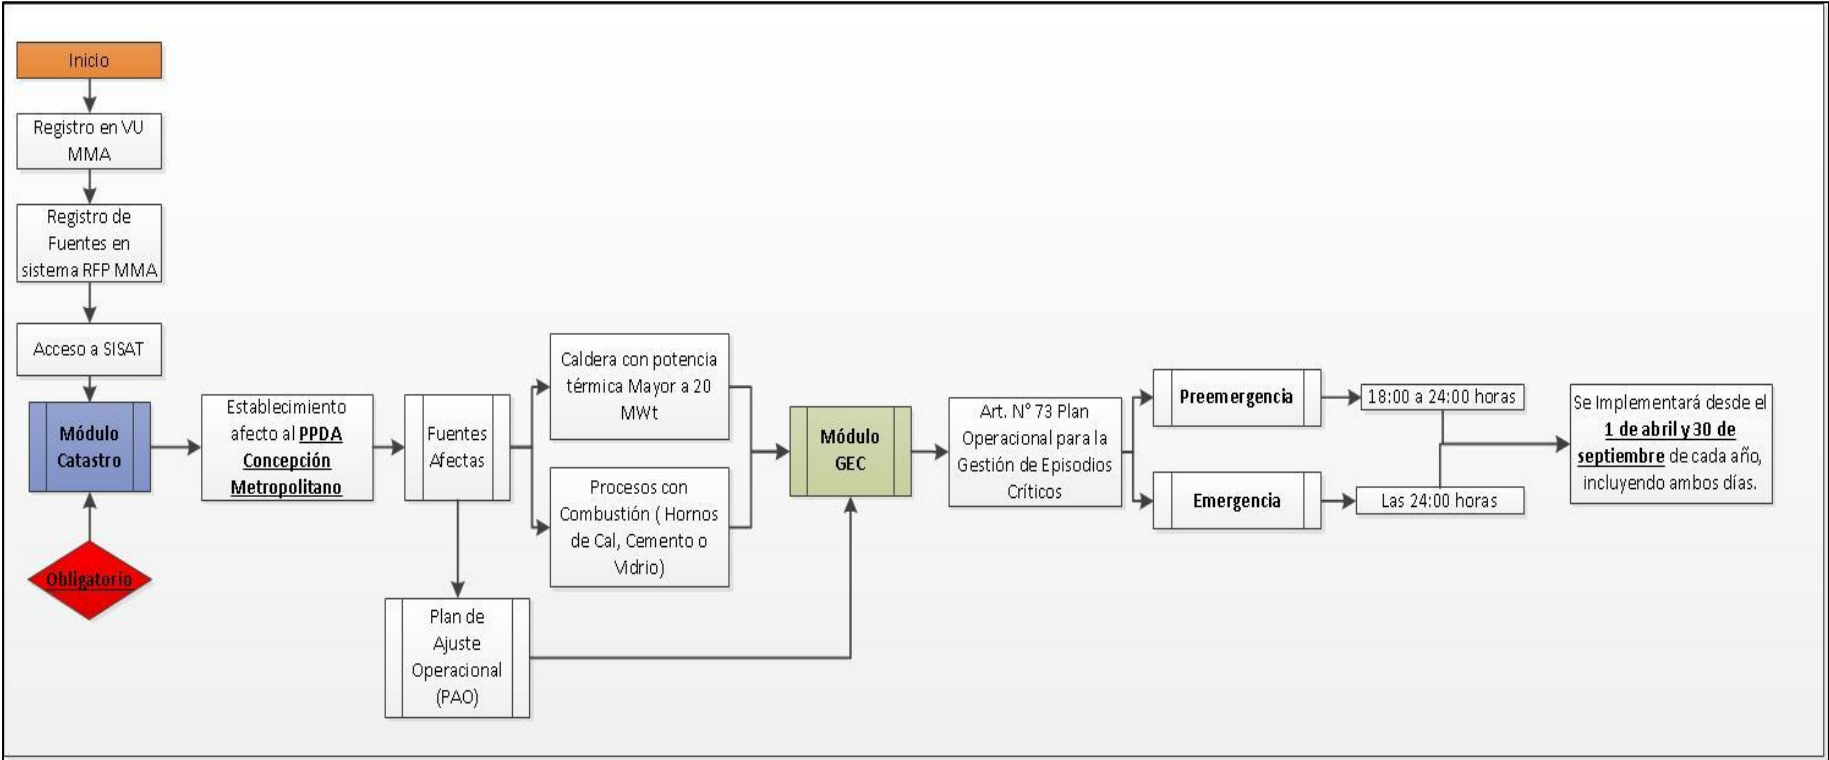 Inicio
Registro en VU
MMA
Registro de
Fuentes en
sistema RFP MMA
Acceso a SISAT
Módulo
Catastro
Obligatorio
Establecimiento
afecto al PPDA
Concepción
Metropolitano
Fuentes
Afectas
Caldera con potencia
térmica Mayor a 20
MWt
Procesos con
Combustión ( Hornos
de Cal, Cemento o
Vidrio)
Plan de
Ajuste
Operacional
(PAO)
Módulo
GEC
Art. N° 73 Plan
Operacional para la
Gestión de Episodios
Críticos
Preemergencia
Emergencia
18:00 a 24:00 horas
Las 24:00 horas
Se Implementará desde el
1 de abril y 30 de
septiembre de cada año,
incluyendo ambos días.